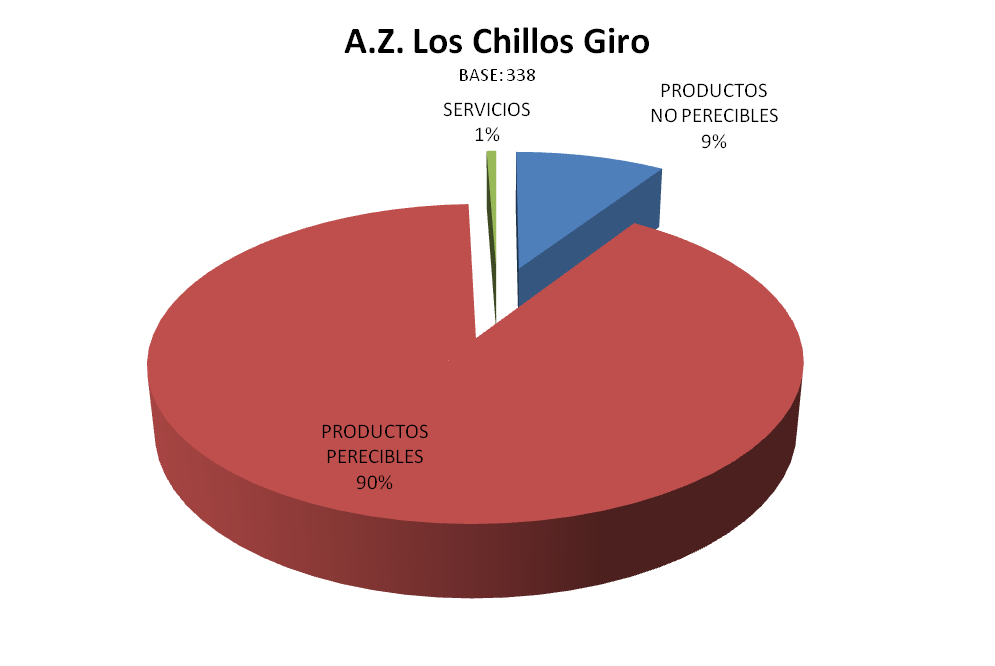 A.Z. Los Chillos Giro
BASE: 338
SERVICIOS
1%
PRODUCTOS
NO PERECIBLES
9%
PRODUCTOS
PERECIBLES
90%